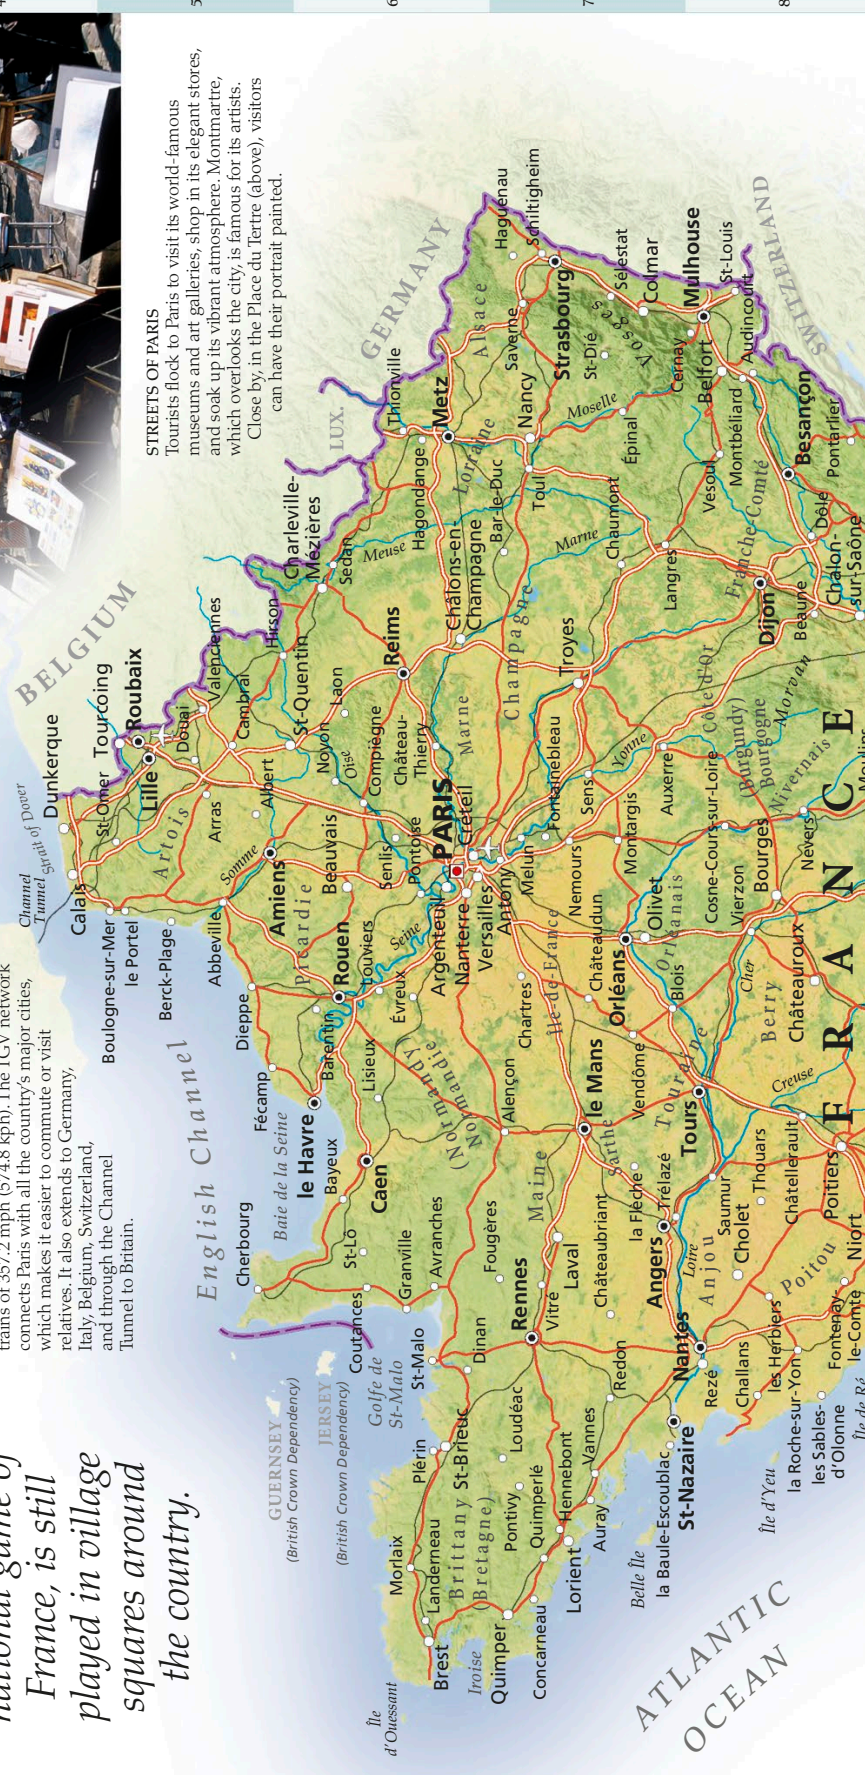 4
5
6
7
8
national game of
France, is still
played in village
squares around
the country.
trains of 357.2 mph (574.8 kph). The TGV network
connects Paris with all the country's major cities,
which makes it easier to commute or visit
relatives. It also extends to Germany,
Italy, Belgium, Switzerland,
and through the Channel
Tunnel to Britain.
STREETS OF PARIS
Tourists flock to Paris to visit its world-famous
museums and art galleries, shop in its elegant stores,
and soak up its vibrant atmosphere. Montmartre,
which overlooks the city, is famous for its artists.
Close by, in the Place du Tertre (above), visitors
can have their portrait painted.
Channel
Tunnel
Strait of Dover
BELGIUM
LUX.
GERMANY
SWITZERLAND
English Channel
GUERNSEY
(British Crown Dependency)
JERSEY
(British Crown Dependency)
Golfe de
St-Malo
Baie de la Seine
ATLANTIC
OCEAN
FRANCE
Dunkerque
Calais
St-Omer
Tourcoing
Roubaix
Lille
Boulogne-sur-Mer
le Portel
Berck-Plage
Artois
Douai
Valenciennes
Arras
Cambrai
Abbeville
Somme
Albert
Amiens
Hirson
St-Quentin
Charleville-
Mézières
Sedan
Dieppe
Picardie
Beauvais
Noyon
Oise
Laon
Meuse
Fécamp
Cherbourg
le Havre
Barentin
Rouen
Louviers
Compiègne
Senlis
Château-
Thierry
Reims
Thionville
Hagondange
Metz
Bayeux
Caen
Lisieux
Évreux
Seine
Pontoise
St-Lô
Coutances
Granville
Avranches
(Normandy)
Normandie
Argenteuil
Nanterre
Versailles
PARIS
Créteil
Antony
Marne
Châlons-en-
Champagne
Bar-le-Duc
Lorraine
Alsace
Haguenau
Schiltigheim
Saverne
Strasbourg
Nancy
Toul
Île
d'Ouessant
Morlaix
Landerneau
Brest
Iroise
Plérin
St-Brieuc
St-Malo
Dinan
Fougères
Alençon
Chartres
Île-de-France
Melun
Fontainebleau
Champagne
Marne
Troyes
Moselle
St-Dié
Vosges
Sélestat
Colmar
Épinal
Quimper
Concarneau
Brittany
(Bretagne)
Pontivy
Loudéac
Quimperlé
Hennebont
Lorient
Rennes
Vitré
Laval
Maine
le Mans
Sarthe
Châteaudun
Nemours
Sens
Yonne
Chaumont
Langres
Cernay
Mulhouse
St-Louis
Auray
Vannes
Redon
Châteaubriant
la Flèche
Vendôme
Orléans
Olivet
Orléanais
Montargis
Auxerre
Vesoul
Belfort
Audincourt
Montbéliard
Belle Île
la Baule-Escoublac
St-Nazaire
Nantes
Rezé
Angers
Trélazé
Loire
Anjou
Saumur
Touraine
Tours
Blois
Cosne-Cours-sur-Loire
Côte d'Or
Franche-Comté
Dijon
Besançon
Pontarlier
Dôle
Île d'Yeu
Challans
Cholet
les Herbiers
Thouars
Cher
Vierzon
Berry
Bourges
(Burgundy)
Bourgogne
Nivernais
Morvan
Beaune
Chalon-
sur-Saône
la Roche-sur-Yon
les Sables-
d'Olonne
Poitou
Châtellerault
Creuse
Châteauroux
Nevers
Moulins
Île de Ré
Fontenay-
le-Comte
Niort
Poitiers